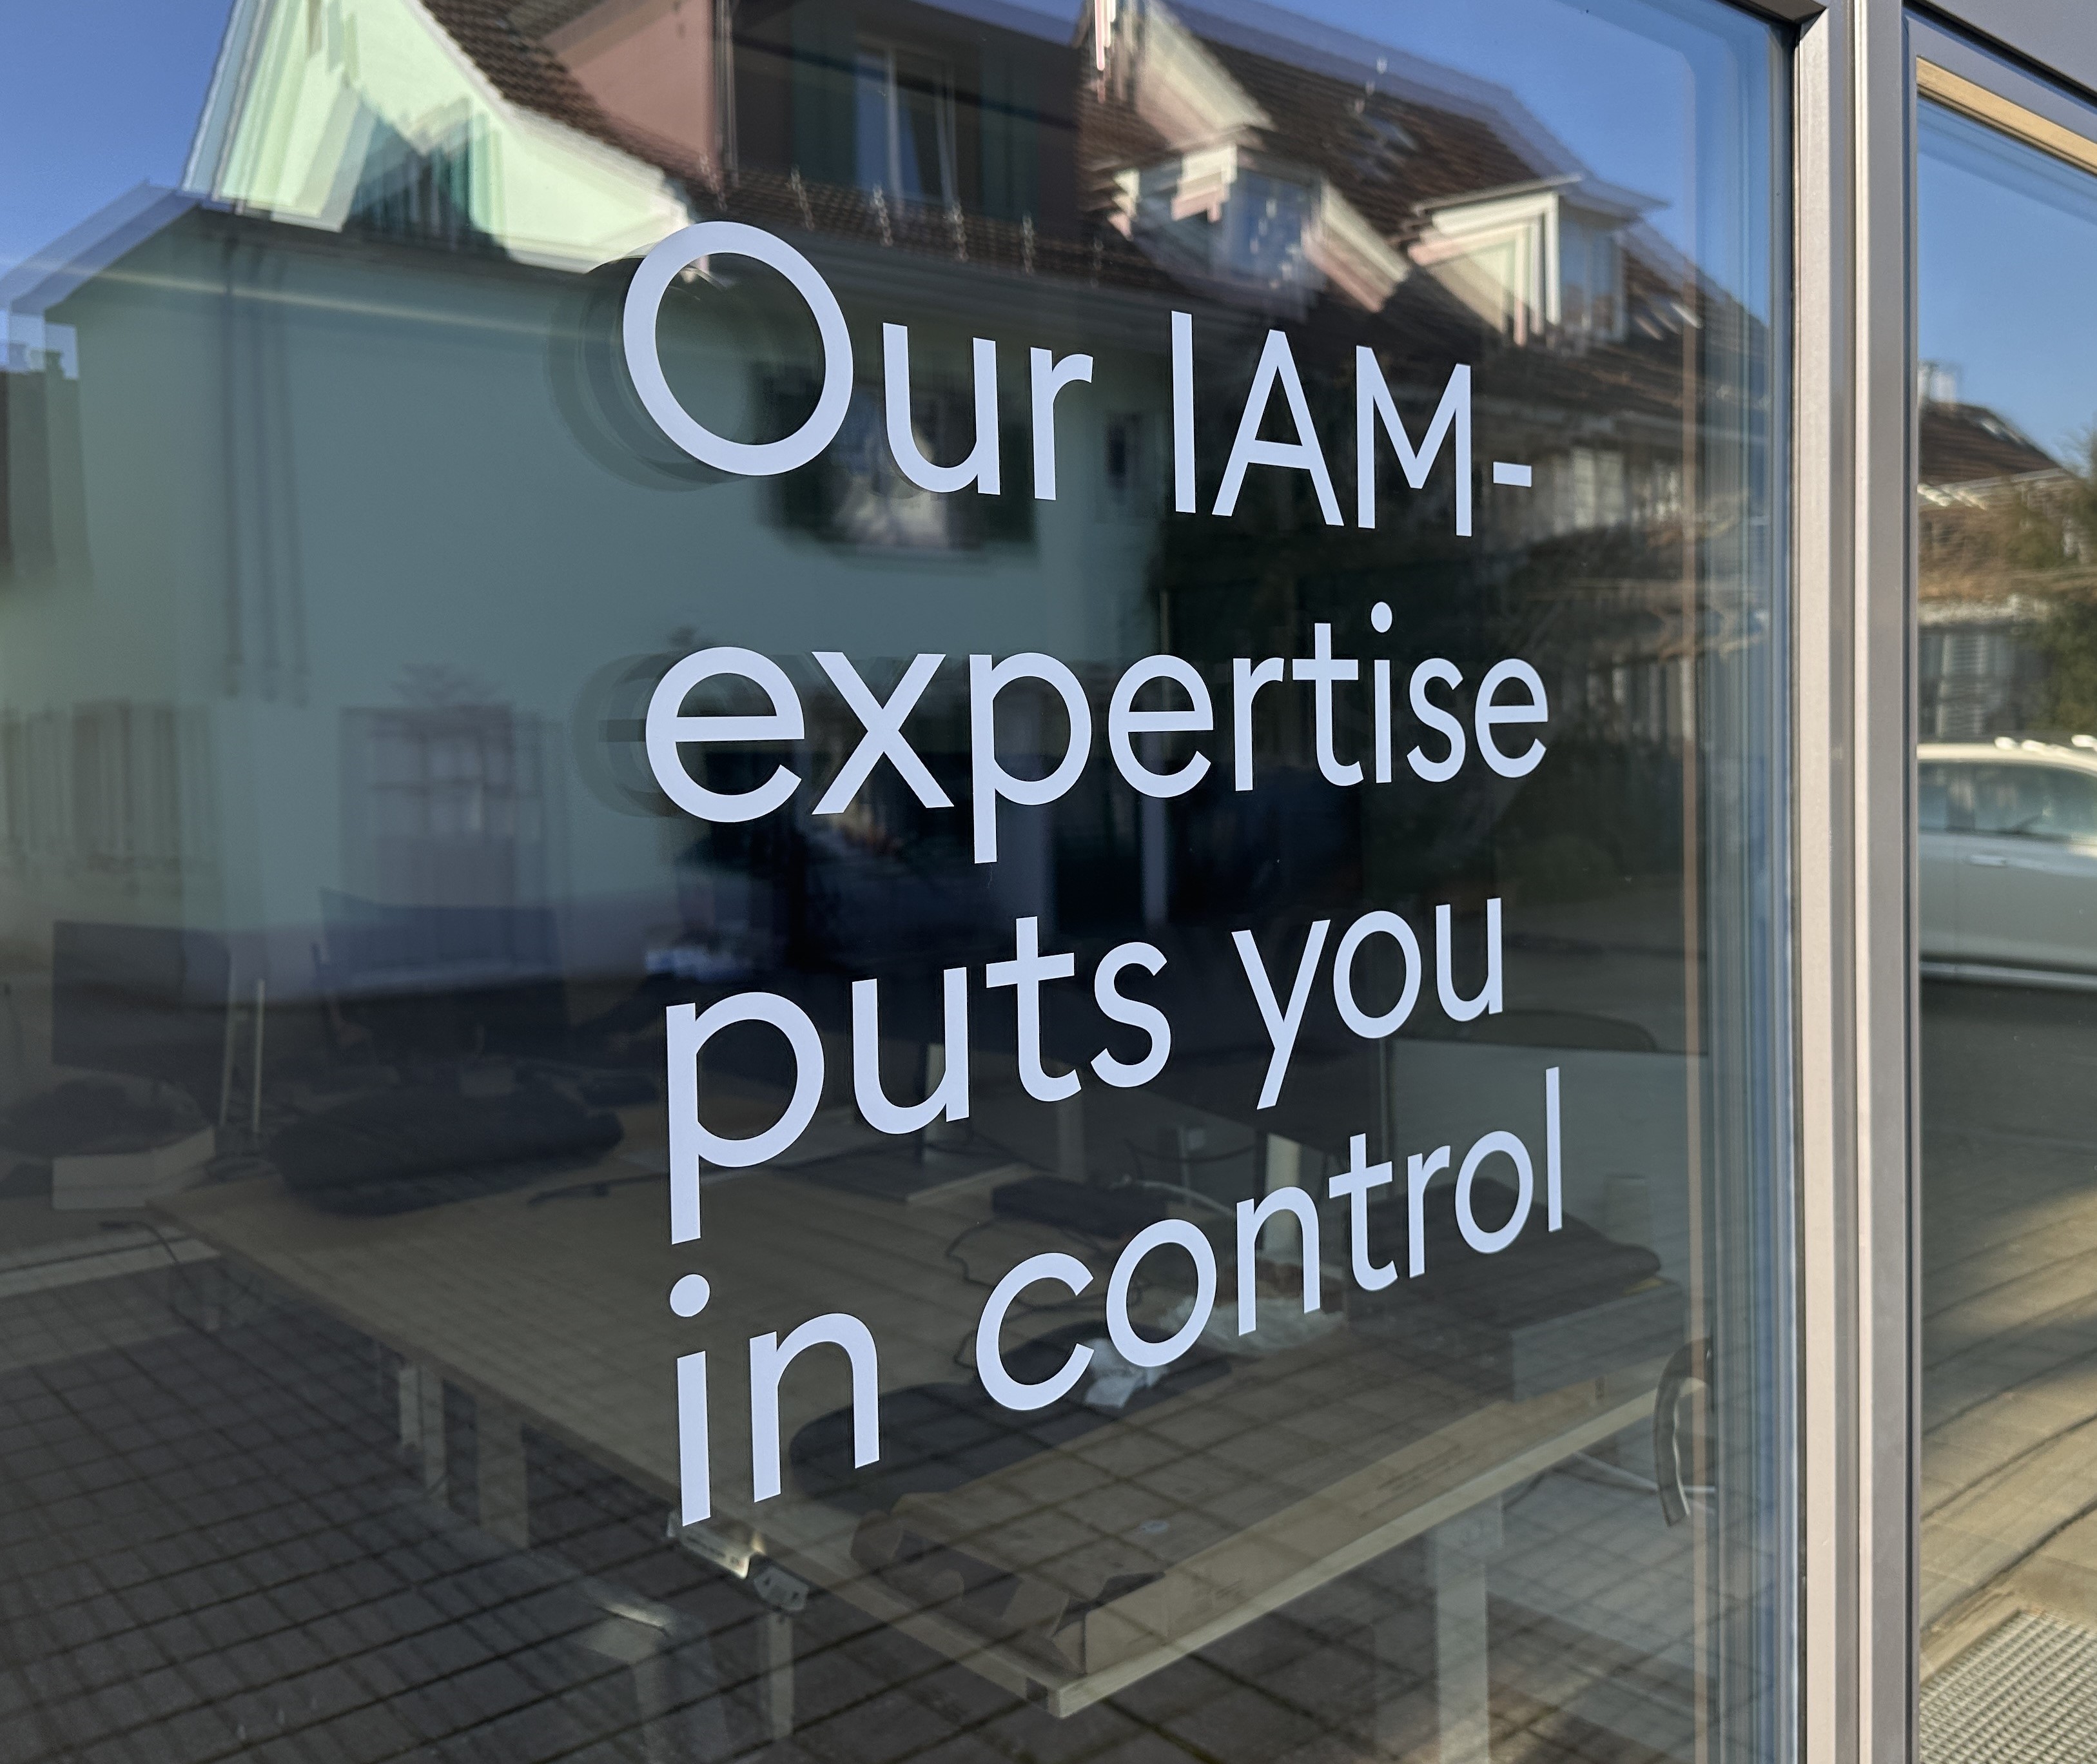 Our IAM-
expertise
puts you
in control